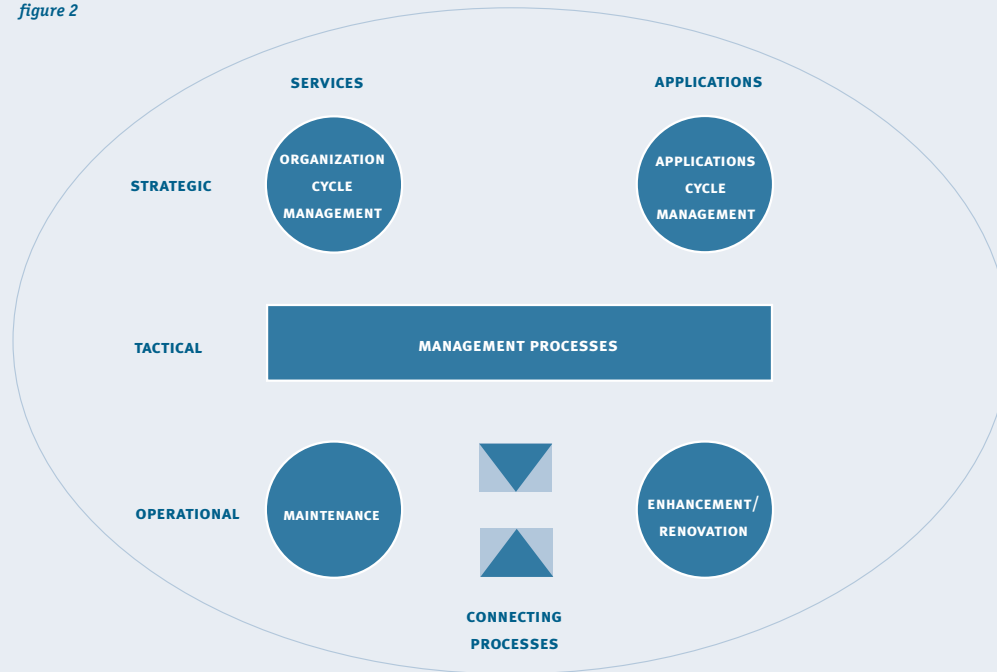 figure 2
SERVICES
APPLICATIONS
STRATEGIC
ORGANIZATION
CYCLE
MANAGEMENT
APPLICATIONS
CYCLE
MANAGEMENT
TACTICAL
MANAGEMENT PROCESSES
OPERATIONAL
MAINTENANCE
ENHANCEMENT/
RENOVATION
CONNECTING
PROCESSES